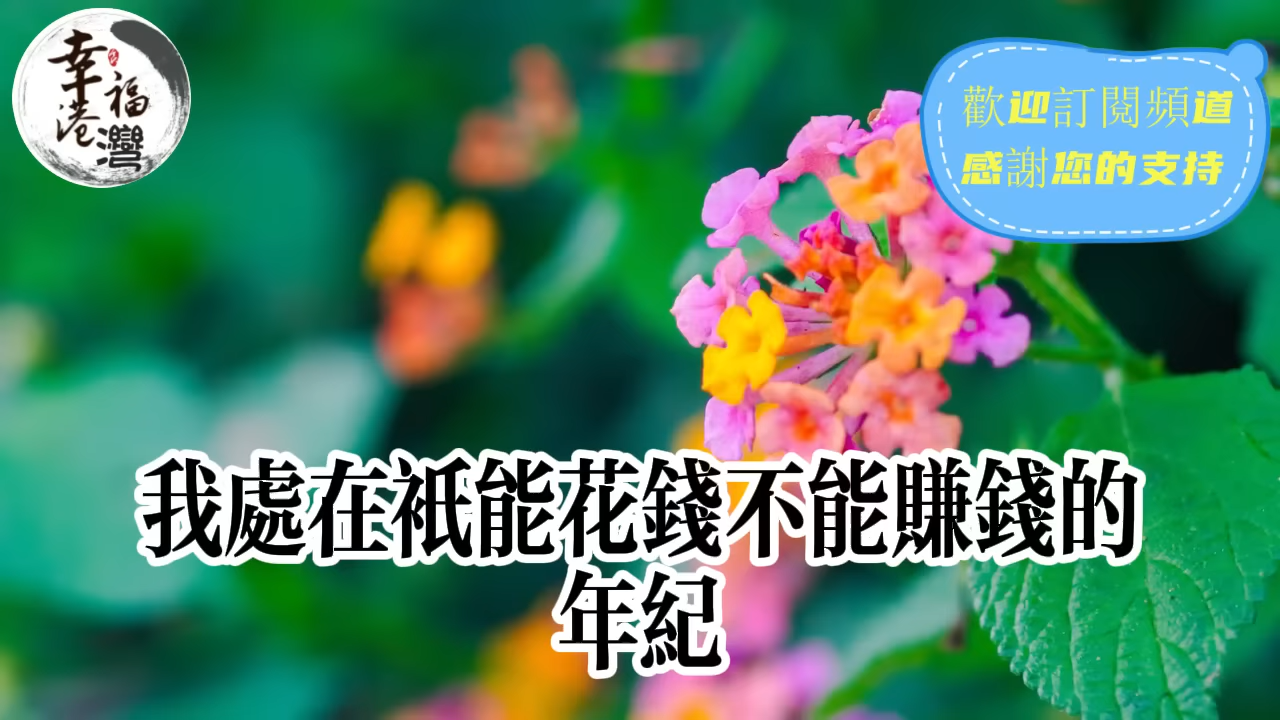 幸福
港灣
歡迎訂閱頻道
感謝您的支持
我處在祇能花錢不能賺錢的
年紀